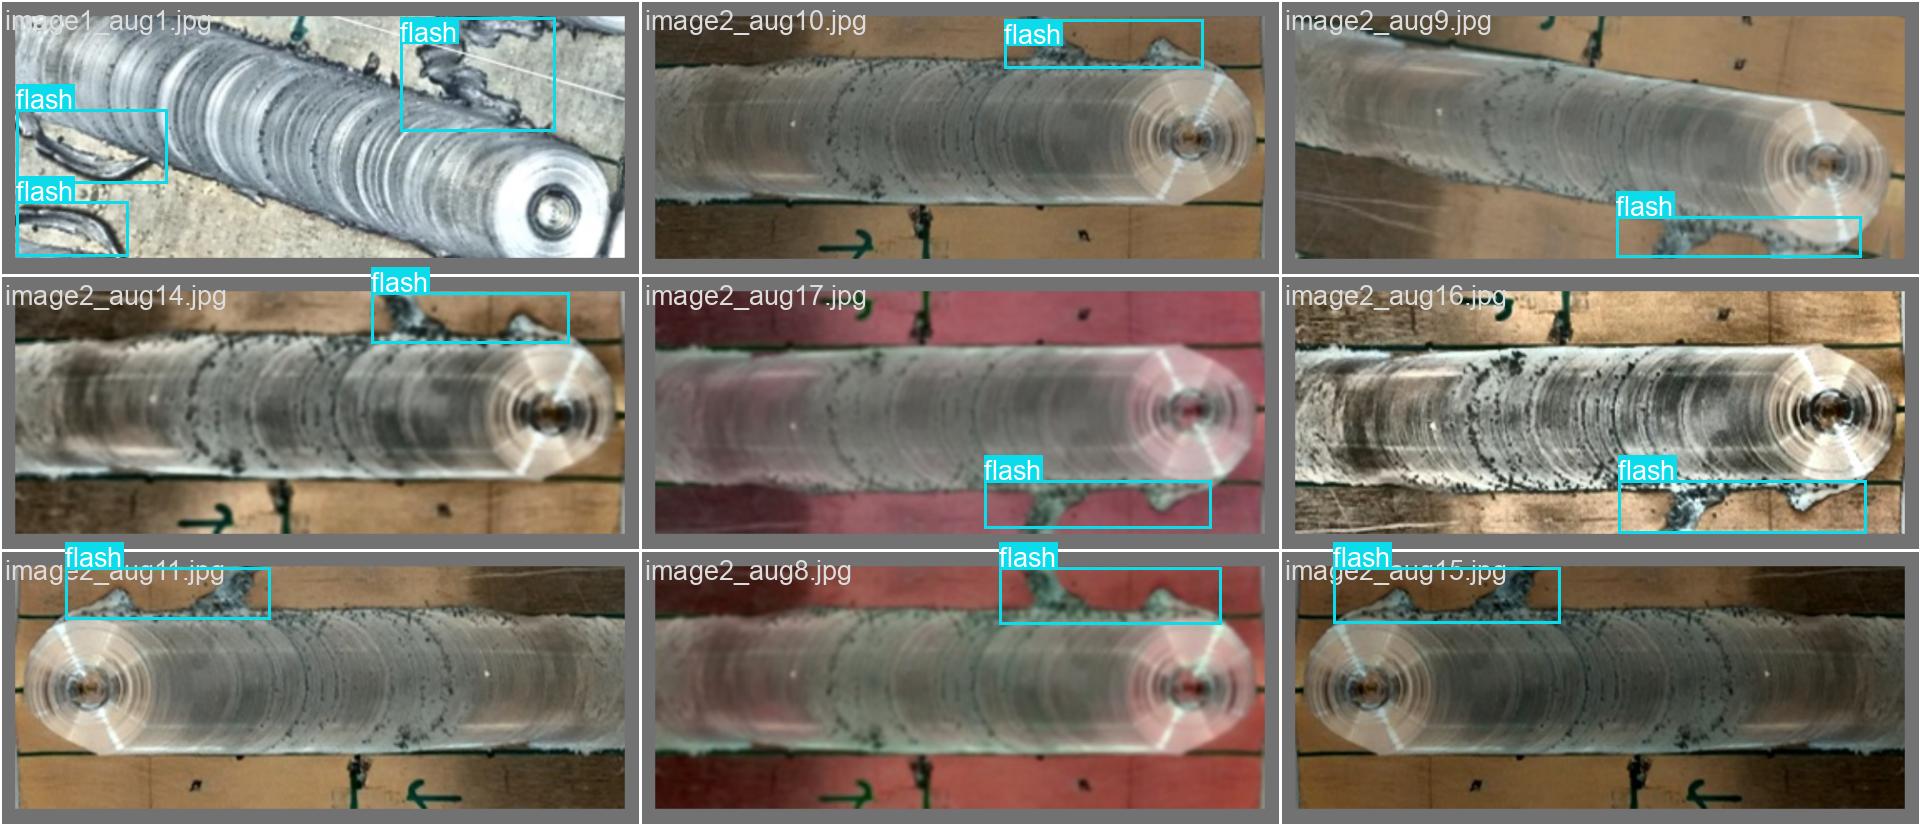 image1_aug1.jpg
flash
flash
flash
image2_aug10.jpg
flash
image2_aug9.jpg
flash
image2_aug14.jpg
flash
image2_aug17.jpg
flash
image2_aug16.jpg
flash
image2_aug11.jpg
flash
image2_aug8.jpg
flash
image2_aug15.jpg
flash